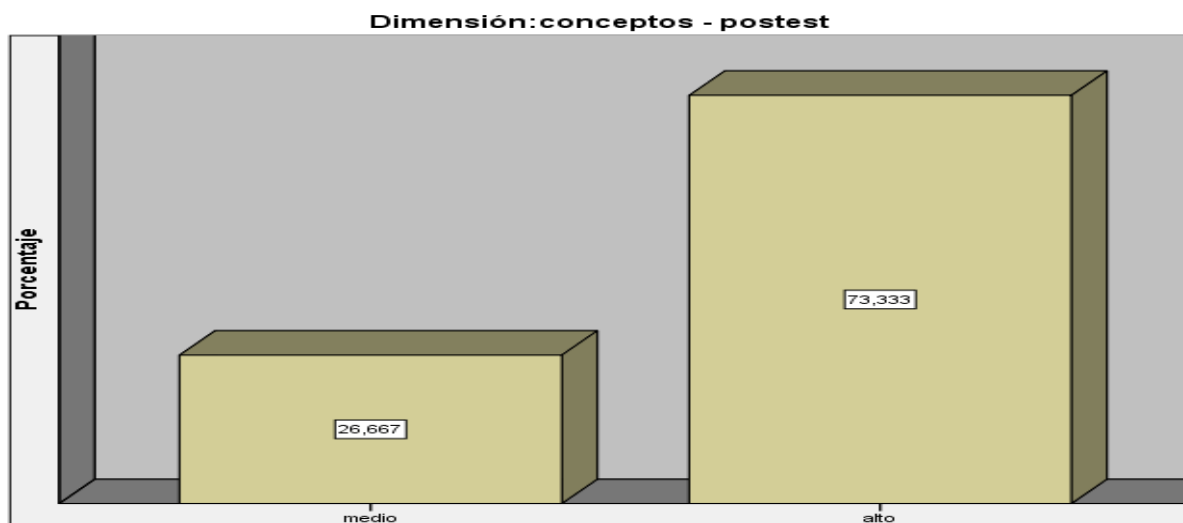 Dimensión:conceptos - postest
Porcentaje
73,333
26,667
medio
alto